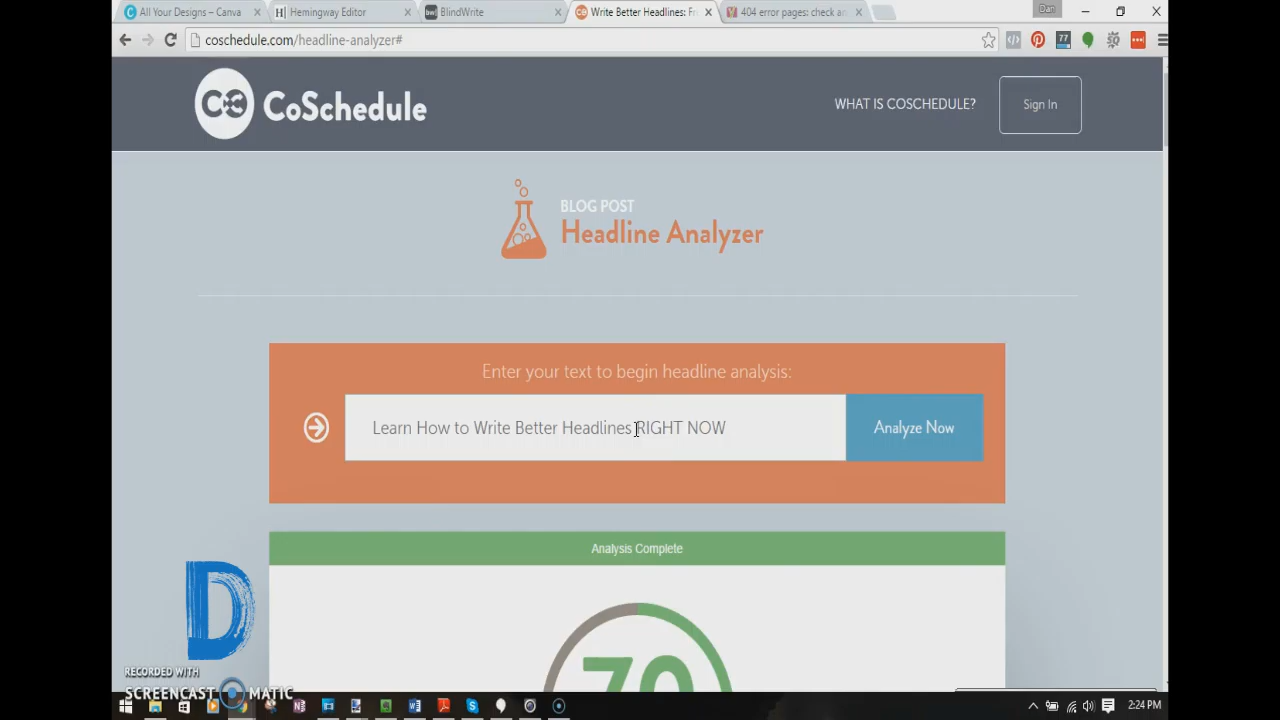 All Your Designs – Canva
Hemingway Editor
BlindWrite
Write Better Headlines: Fr
404 error pages: check an
Dan
coschedule.com/headline-analyzer#
77
CoSchedule
WHAT IS COSCHEDULE?
Sign In
BLOG POST
Headline Analyzer
Enter your text to begin headline analysis:
Learn How to Write Better Headlines RIGHT NOW
Analyze Now
Analysis Complete
70
D
RECORDED WITH
SCREENCAST MATIC
2:24 PM